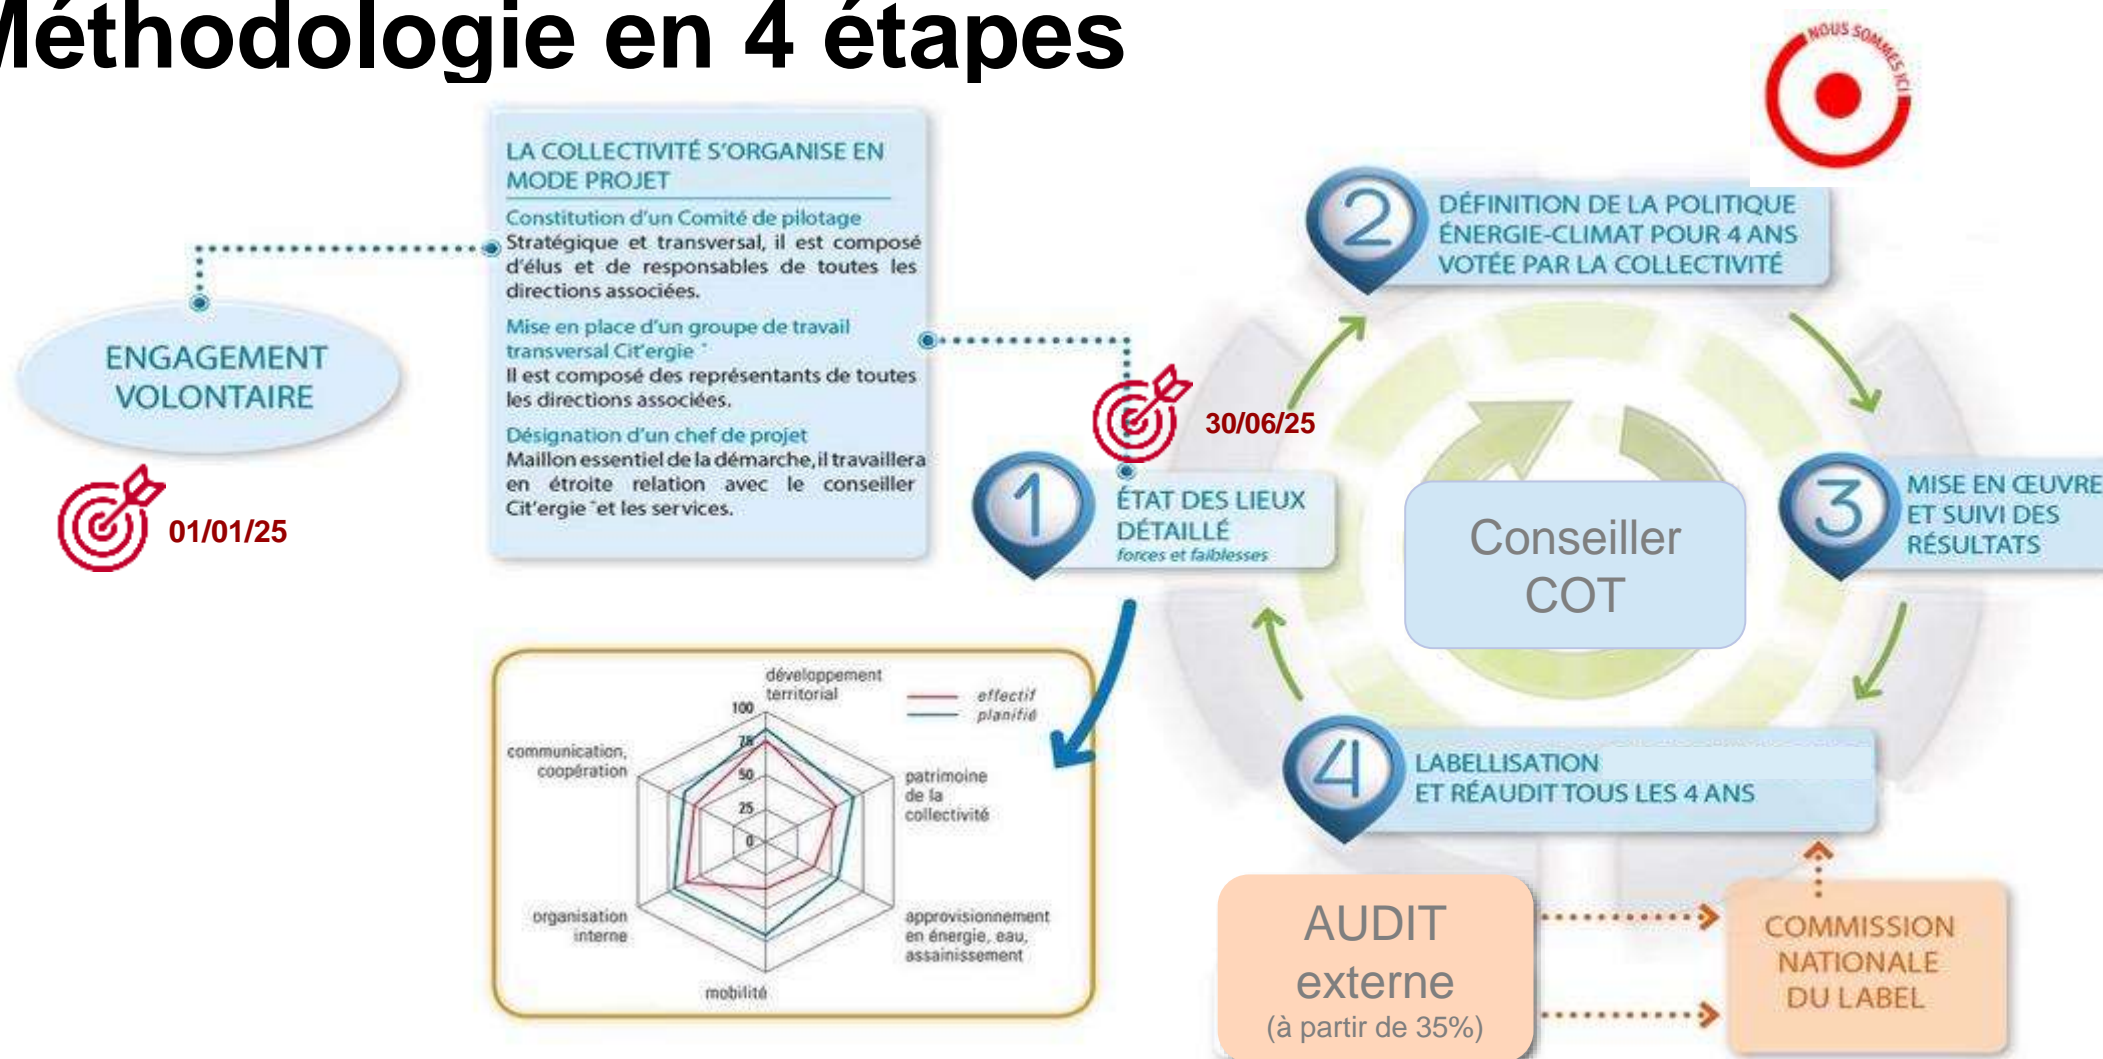 Méthodologie en 4 étapes
NOUS SOMMES ICI
LA COLLECTIVITÉ S'ORGANISE EN
MODE PROJET
Constitution d'un Comité de pilotage
Stratégique et transversal, il est composé
d'élus et de responsables de toutes les
directions associées.
Mise en place d'un groupe de travail
transversal Cit'ergie
Il est composé des représentants de toutes
les directions associées.
Désignation d'un chef de projet
Maillon essentiel de la démarche, il travaillera
en étroite relation avec le conseiller
Cit'ergie et les services.
ENGAGEMENT
VOLONTAIRE
01/01/25
30/06/25
1
ÉTAT DES LIEUX
DÉTAILLÉ
forces et faiblesses
2
DÉFINITION DE LA POLITIQUE
ÉNERGIE-CLIMAT POUR 4 ANS
VOTÉE PAR LA COLLECTIVITÉ
3
MISE EN ŒUVRE
ET SUIVI DES
RÉSULTATS
Conseiller
COT
4
LABELLISATION
ET RÉAUDIT TOUS LES 4 ANS
développement
territorial
effectif
planifié
100
75
50
25
0
communication,
coopération
patrimoine
de la
collectivité
organisation
interne
approvisionnement
en énergie, eau,
assainissement
mobilité
AUDIT
externe
(à partir de 35%)
COMMISSION
NATIONALE
DU LABEL